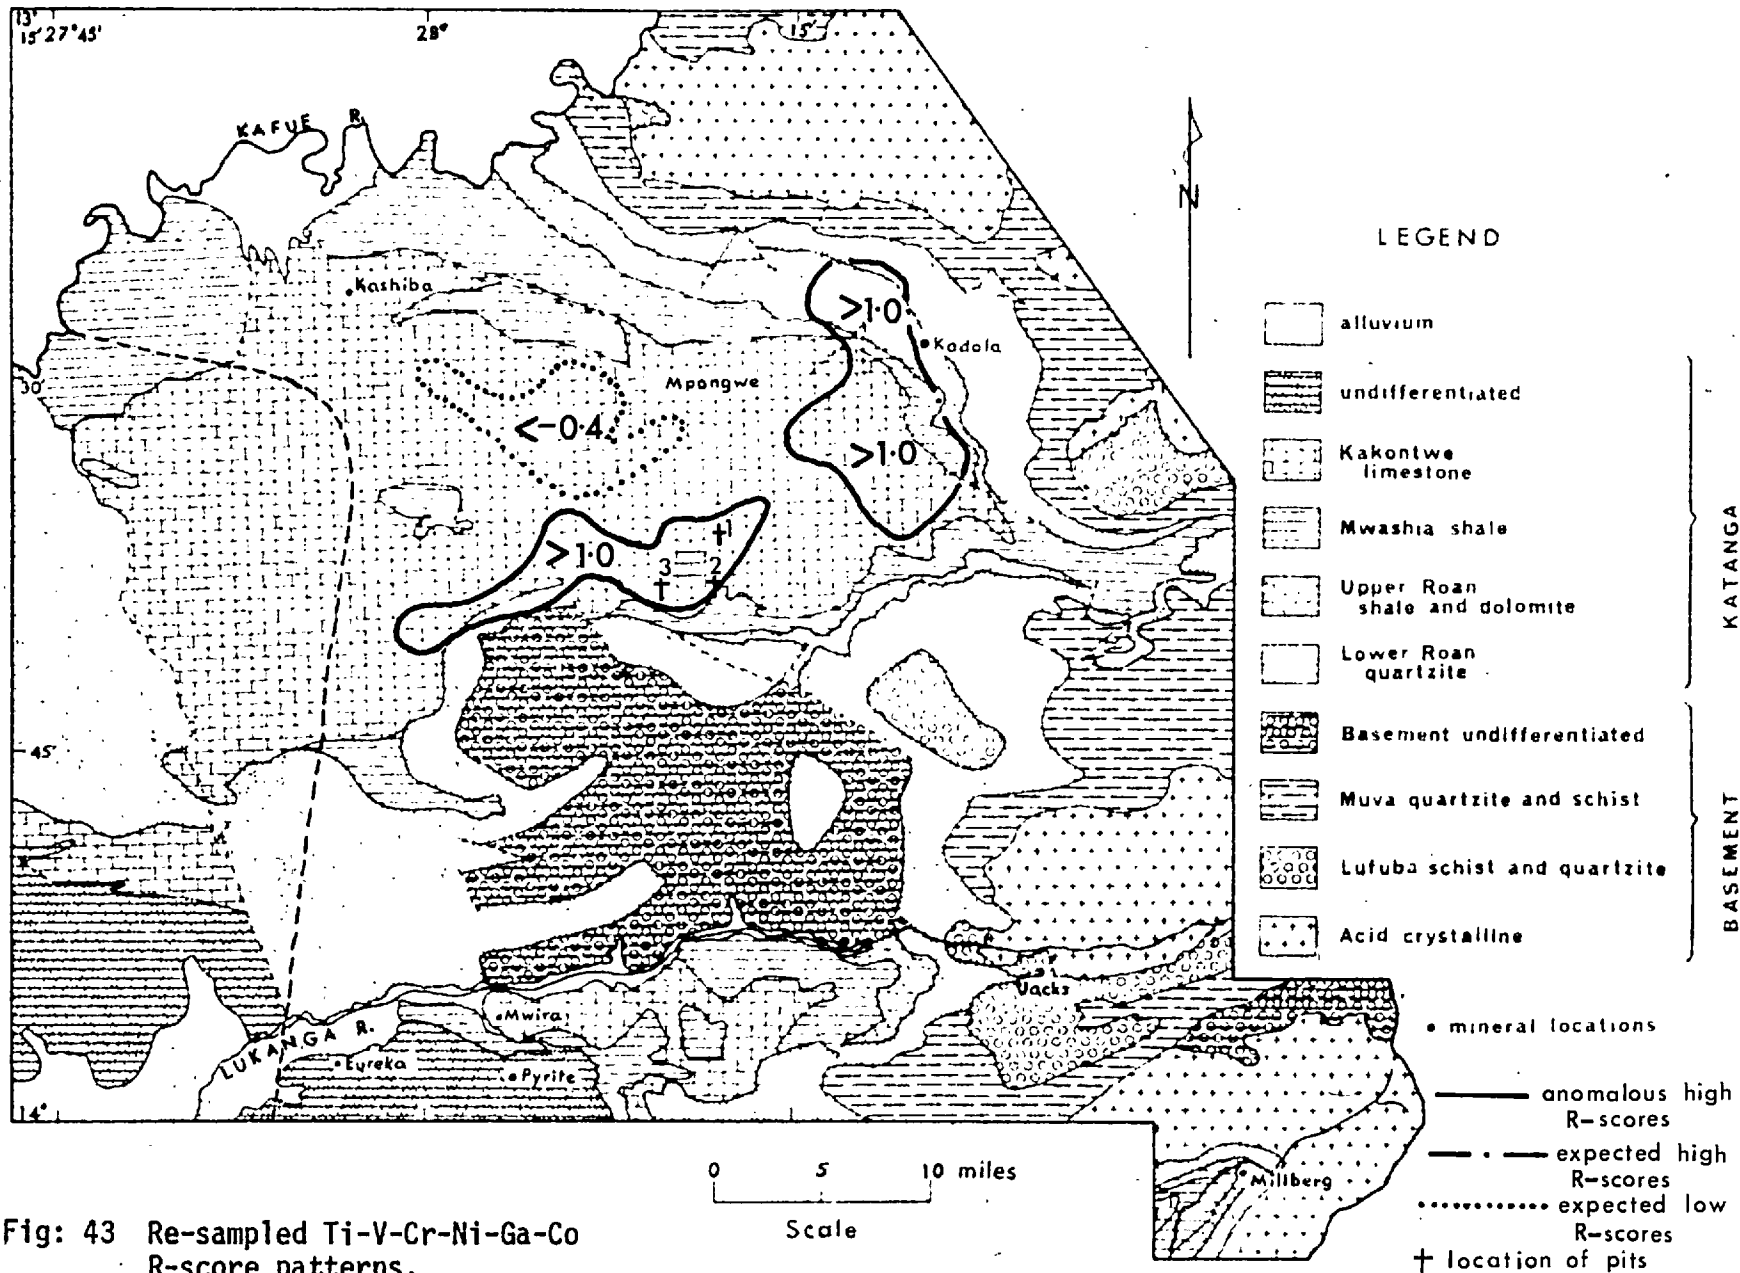 13'
15' 27°45'
28°
15'
KAFUE R.
Kashiba
>1·0
Kadola
30'
Mpongwe
<-0·4
>1·0
1
>1·0
3
2
45'
Jacks
Mwira
LUKANGA R.
Eureka
Pyrite
14°
Millberg
N
LEGEND
alluvium
undifferentiated
Kakontwe
limestone
Mwashia shale
Upper Roan
shale and dolomite
Lower Roan
quartzite
KATANGA
Basement undifferentiated
Muva quartzite and schist
Lufuba schist and quartzite
Acid crystalline
BASEMENT
mineral locations
anomalous high
R-scores
expected high
R-scores
expected low
R-scores
location of pits
0 5 10 miles
Scale
Fig: 43 Re-sampled Ti-V-Cr-Ni-Ga-Co
R-score patterns.